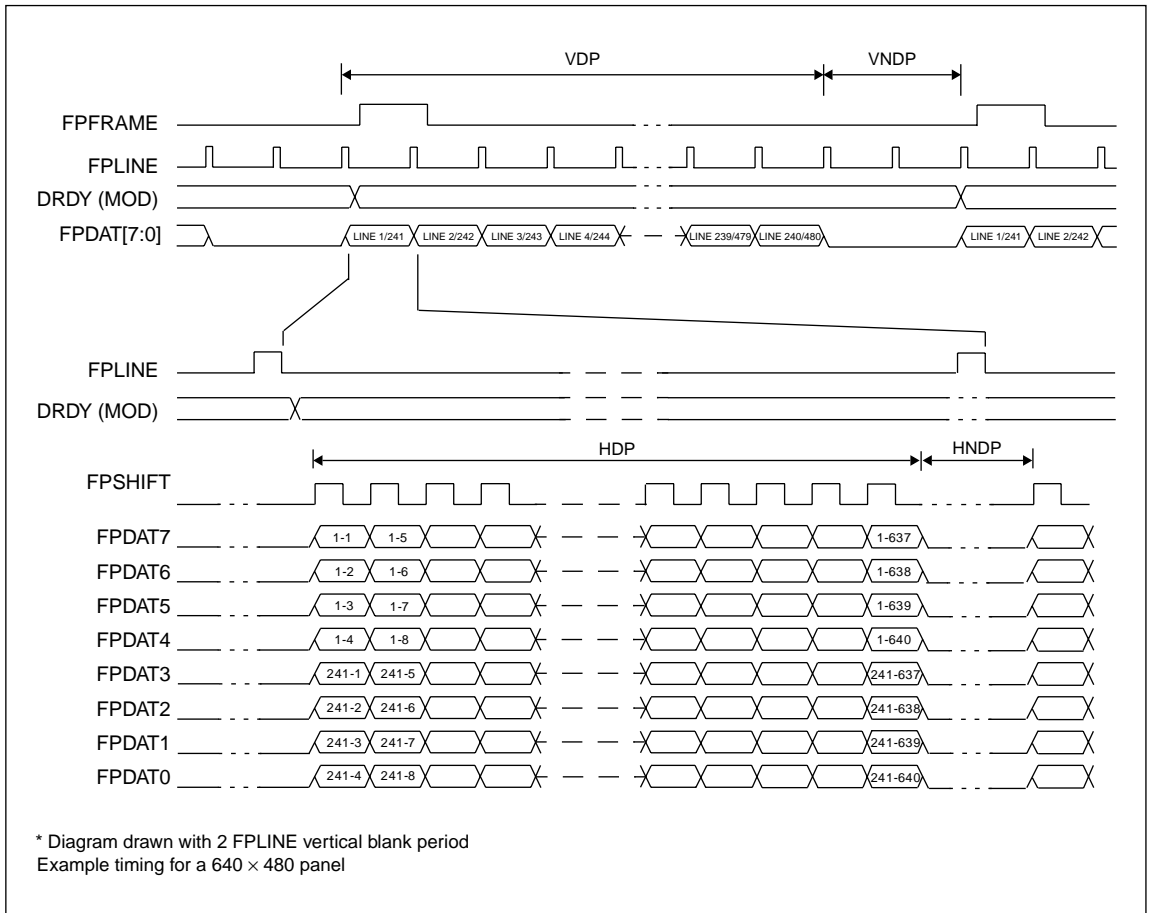 VDP VNDP
FPFRAME
FPLINE
DRDY (MOD)
FPDAT[7:0] LINE 1/241 LINE 2/242 LINE 3/243 LINE 4/244 LINE 239/479 LINE 240/480 LINE 1/241 LINE 2/242
FPLINE
DRDY (MOD)
HDP HNDP
FPSHIFT
FPDAT7 1-1 1-5 1-637
FPDAT6 1-2 1-6 1-638
FPDAT5 1-3 1-7 1-639
FPDAT4 1-4 1-8 1-640
FPDAT3 241-1 241-5 241-637
FPDAT2 241-2 241-6 241-638
FPDAT1 241-3 241-7 241-639
FPDAT0 241-4 241-8 241-640
* Diagram drawn with 2 FPLINE vertical blank period
Example timing for a 640 × 480 panel